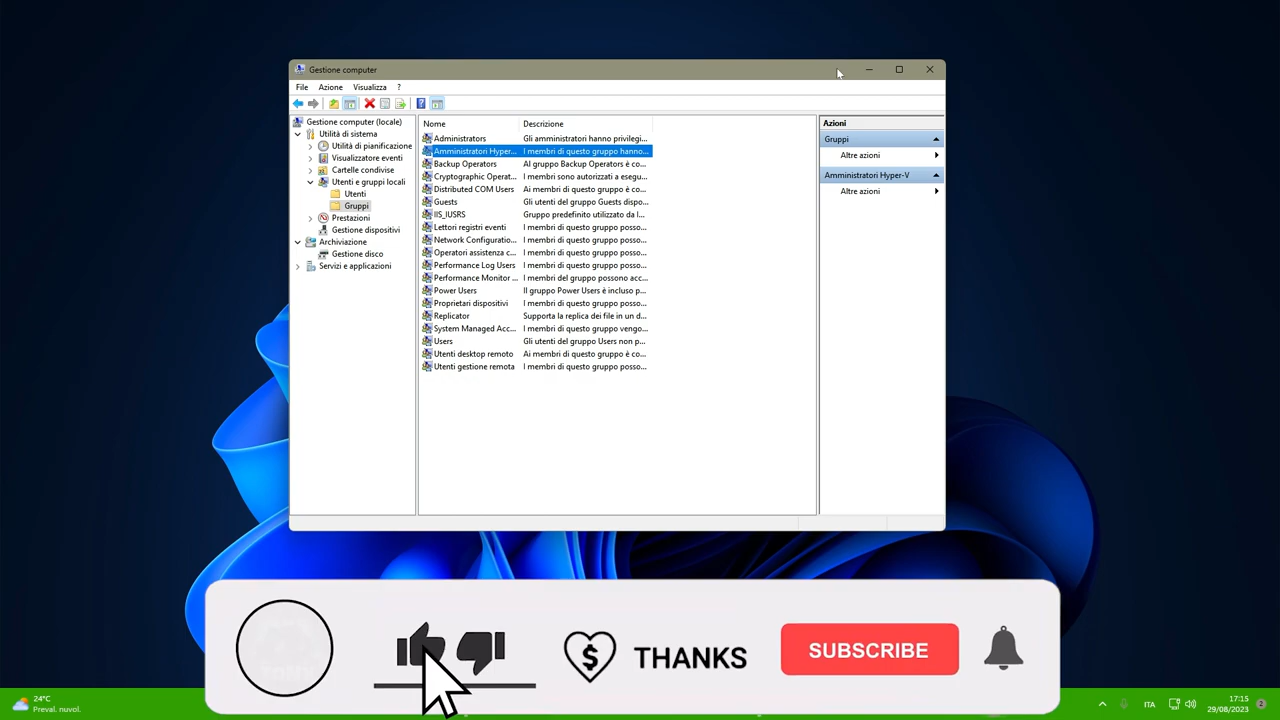 Gestione computer
File Azione Visualizza ?
Gestione computer (locale)
Utilità di sistema
Utilità di pianificazione
Visualizzatore eventi
Cartelle condivise
Utenti e gruppi locali
Utenti
Gruppi
Prestazioni
Gestione dispositivi
Archiviazione
Gestione disco
Servizi e applicazioni
Nome Descrizione
Administrators Gli amministratori hanno privilegi...
Amministratori Hyper... I membri di questo gruppo hanno...
Backup Operators Al gruppo Backup Operators è co...
Cryptographic Operat... I membri sono autorizzati a esegu...
Distributed COM Users Ai membri di questo gruppo è co...
Guests Gli utenti del gruppo Guests dispo...
IIS_IUSRS Gruppo predefinito utilizzato da I...
Lettori registri eventi I membri di questo gruppo posso...
Network Configuratio... I membri di questo gruppo posso...
Operatori assistenza c... I membri di questo gruppo posso...
Performance Log Users I membri di questo gruppo posso...
Performance Monitor ... I membri del gruppo possono acc...
Power Users Il gruppo Power Users è incluso p...
Proprietari dispositivi I membri di questo gruppo posso...
Replicator Supporta la replica dei file in un d...
System Managed Acc... I membri di questo gruppo vengo...
Users Gli utenti del gruppo Users non p...
Utenti desktop remoto Ai membri di questo gruppo è co...
Utenti gestione remota I membri di questo gruppo posso...
Azioni
Gruppi
Altre azioni
Amministratori Hyper-V
Altre azioni
THANKS
SUBSCRIBE
24°C
Preval. nuvol.
ITA
17:15
29/08/2023
2